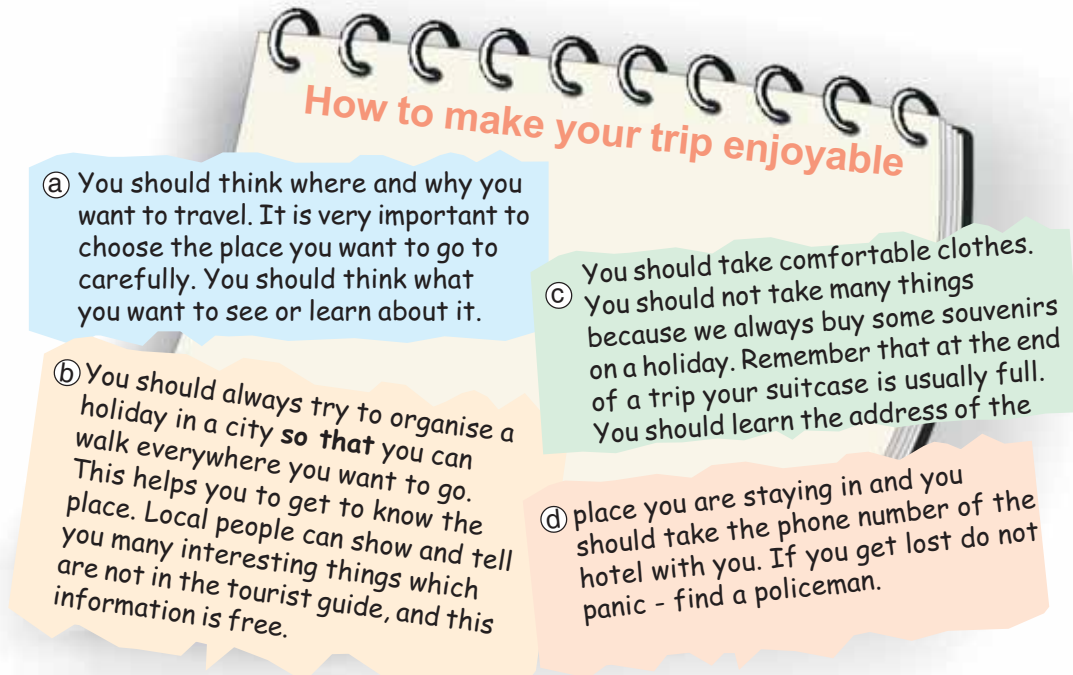 How to make your trip enjoyable
ⓐ You should think where and why you
want to travel. It is very important to
choose the place you want to go to
carefully. You should think what
you want to see or learn about it.
ⓑ You should always try to organise a
holiday in a city so that you can
walk everywhere you want to go.
This helps you to get to know the
place. Local people can show and tell
you many interesting things which
are not in the tourist guide, and this
information is free.
ⓒ You should take comfortable clothes.
You should not take many things
because we always buy some souvenirs
on a holiday. Remember that at the end
of a trip your suitcase is usually full.
You should learn the address of the
ⓓ place you are staying in and you
should take the phone number of the
hotel with you. If you get lost do not
panic - find a policeman.